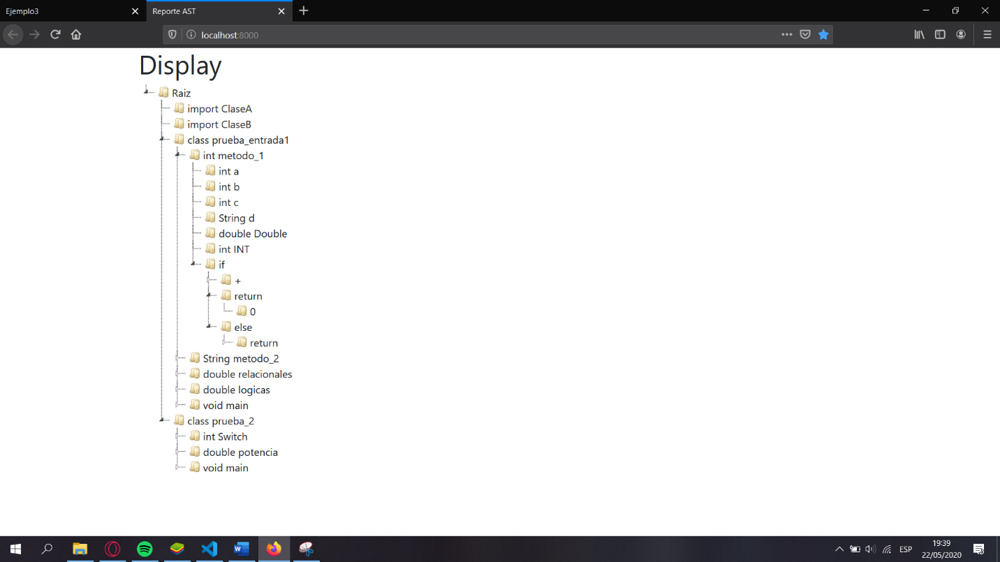 Ejemplo3
Reporte AST
localhost:8000
Display
Raiz
import ClaseA
import ClaseB
class prueba_entrada1
int metodo_1
int a
int b
int c
String d
double Double
int INT
if
+
return
0
else
return
String metodo_2
double relacionales
double logicas
void main
class prueba_2
int Switch
double potencia
void main
ESP
19:39
22/05/2020